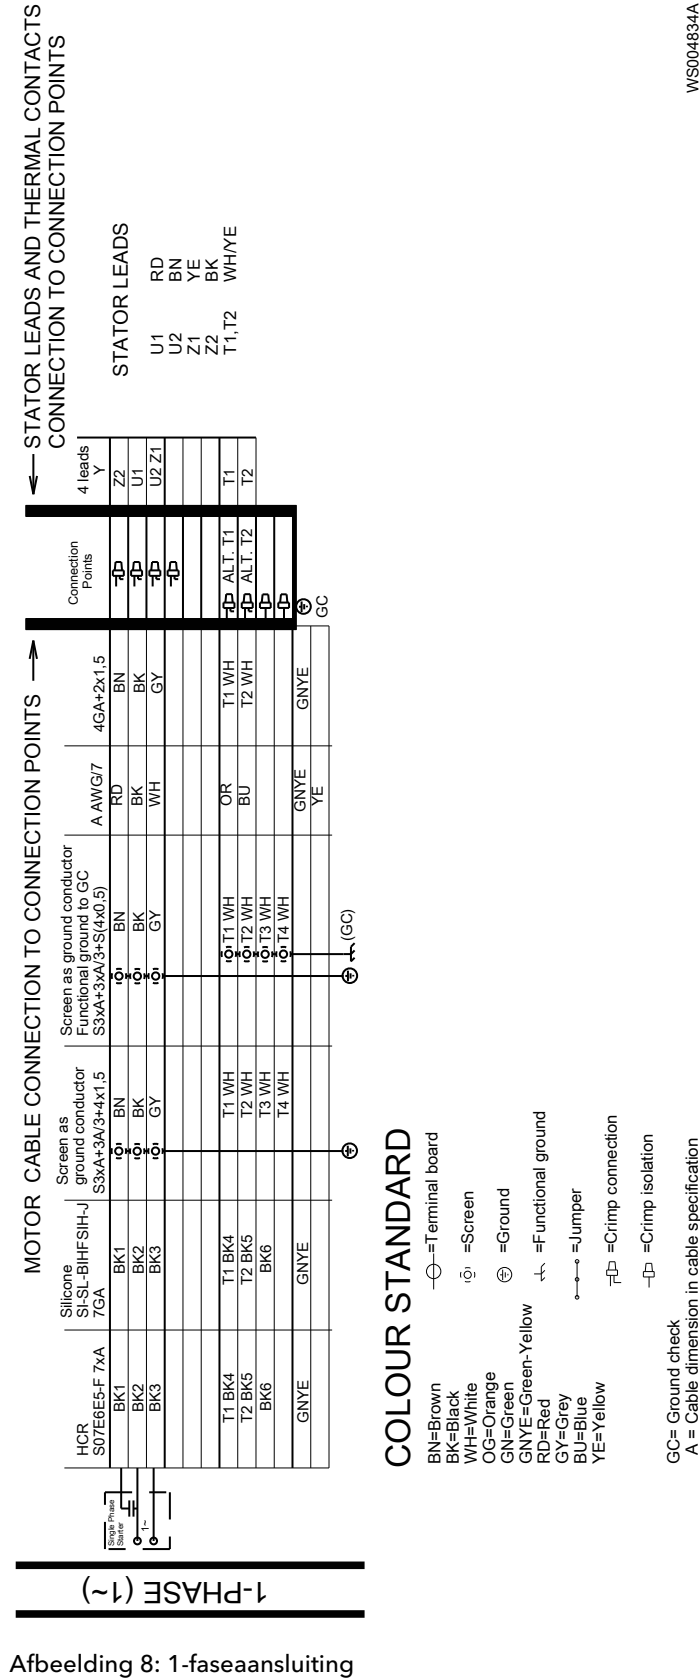 MOTOR CABLE CONNECTION TO CONNECTION POINTS
STATOR LEADS AND THERMAL CONTACTS
CONNECTION TO CONNECTION POINTS
1-PHASE (1~)
Single Phase
Starter
1~
HCR
S07E6E5-F 7xA
BK1
BK2
BK3
T1 BK4
T2 BK5
BK6
GNYE
Silicone
SI-SL-BIHFSIH-J
7GA
BK1
BK2
BK3
T1 BK4
T2 BK5
BK6
GNYE
Screen as
ground conductor
S3xA+3A/3+4x1,5
BN
BK
GY
T1 WH
T2 WH
T3 WH
T4 WH
Screen as ground conductor
Functional ground to GC
S3xA+3xA/3+S(4x0,5)
BN
BK
GY
T1 WH
T2 WH
T3 WH
T4 WH
(GC)
A AWG/7
RD
BK
WH
OR
BU
GNYE
YE
4GA+2x1,5
BN
BK
GY
T1 WH
T2 WH
GNYE
Connection
Points
ALT. T1
ALT. T2
GC
4 leads
Y
Z2
U1
U2 Z1
T1
T2
STATOR LEADS
U1 RD
U2 BN
Z1 YE
Z2 BK
T1,T2 WH/YE
COLOUR STANDARD
BN=Brown
BK=Black
WH=White
OG=Orange
GN=Green
GNYE=Green-Yellow
RD=Red
GY=Grey
BU=Blue
YE=Yellow
=Terminal board
=Screen
=Ground
=Functional ground
=Jumper
=Crimp connection
=Crimp isolation
GC= Ground check
A = Cable dimension in cable specification
WS004834A
Afbeelding 8: 1-faseaansluiting